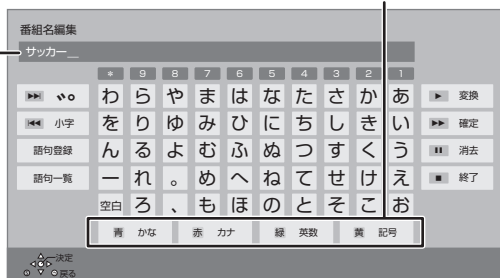 番組名編集
サッカー＿
* 9 8 7 6 5 4 3 2 1
▶▶| ゛゜ わ ら や ま は な た さ か あ ▶ 変換
|◀◀ 小字 を り ゆ み ひ に ち し き い ▶▶ 確定
語句登録 ん る よ む ふ ぬ つ す く う ❚❚ 消去
語句一覧 ー れ 。 め へ ね て せ け え ■ 終了
空白 ろ 、 も ほ の と そ こ お
青 かな 赤 カナ 緑 英数 黄 記号
決定
戻る